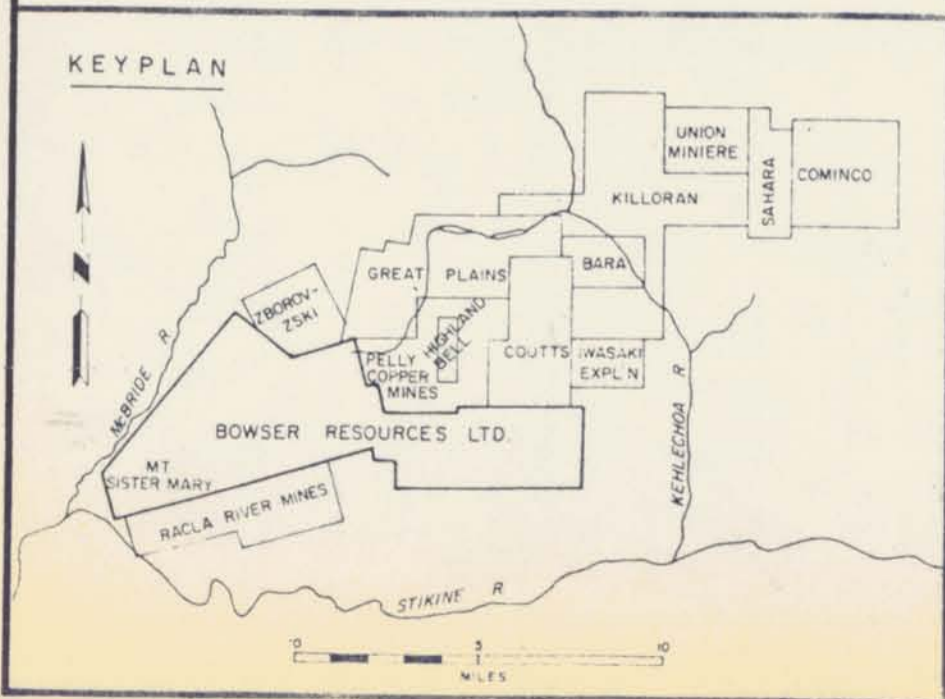 KEYPLAN
UNION
MINIERE
SAHARA
COMINCO
KILLORAN
GREAT PLAINS
BARA
ZBOROV-
ZSKI
HIGHLAND
BELL
PELLY
COPPER
MINES
COUTTS
IWASAKI
EXPL'N
McBRIDE R.
BOWSER RESOURCES LTD.
KEHLECHOA R
MT
SISTER MARY
RACLA RIVER MINES
STIKINE R
0 5 10
MILES